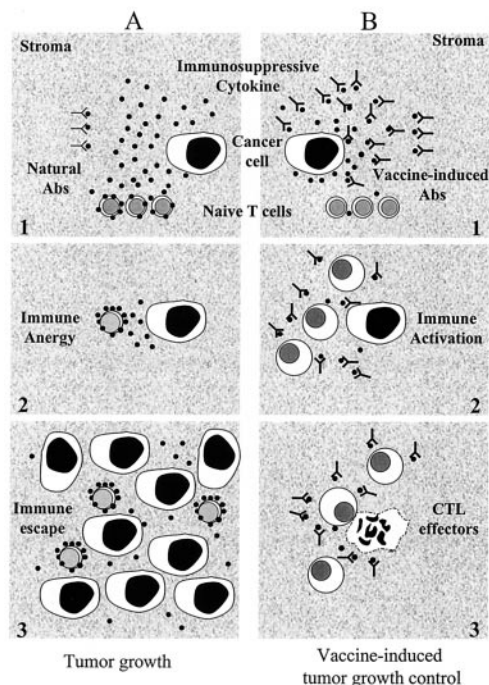 A
B
Stroma
Stroma
Immunosuppressive
Cytokine
Cancer
cell
Natural
Abs
Vaccine-induced
Abs
Naive T cells
1
1
Immune
Anergy
Immune
Activation
2
2
Immune
escape
CTL
effectors
3
3
Tumor growth
Vaccine-induced
tumor growth control